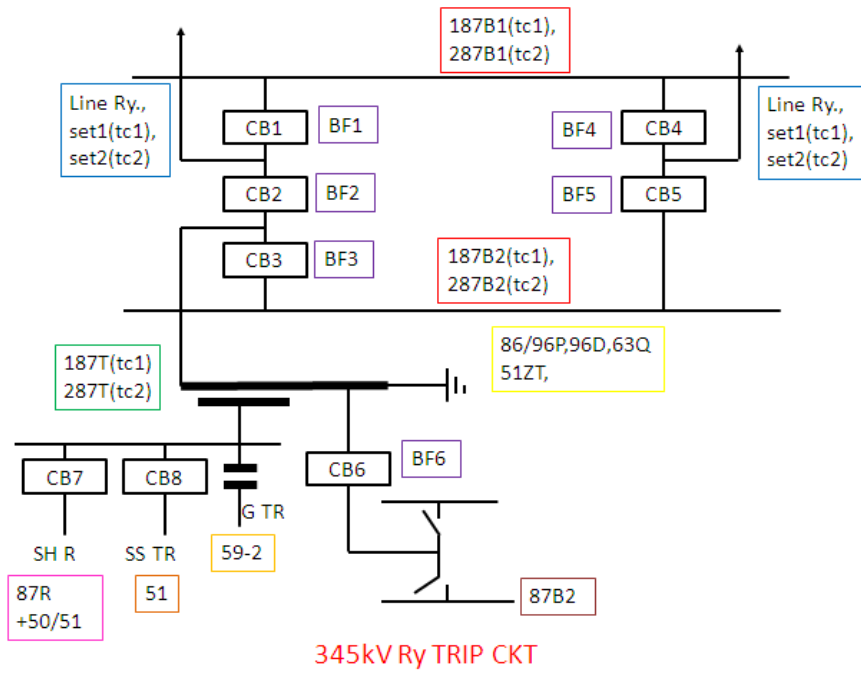 187B1(tc1),
287B1(tc2)
Line Ry.,
set1(tc1),
set2(tc2)
CB1
BF1
BF4
CB4
Line Ry.,
set1(tc1),
set2(tc2)
CB2
BF2
BF5
CB5
CB3
BF3
187B2(tc1),
287B2(tc2)
86/96P,96D,63Q
51ZT,
187T(tc1)
287T(tc2)
CB7
CB8
CB6
BF6
G TR
SH R
SS TR
59-2
87R
+50/51
51
87B2
345kV Ry TRIP CKT